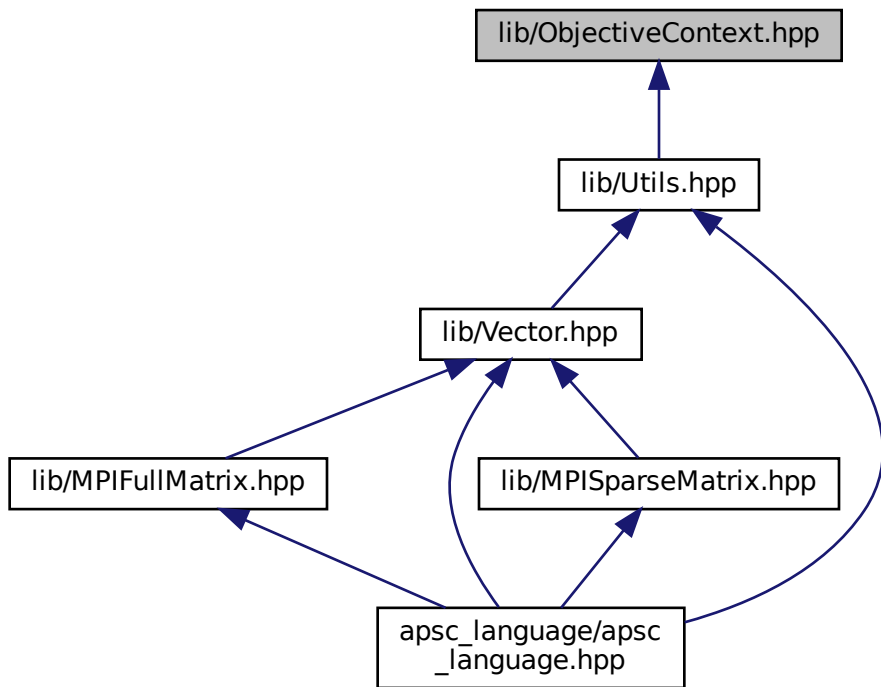 lib/ObjectiveContext.hpp
lib/Utils.hpp
lib/Vector.hpp
lib/MPIFullMatrix.hpp
lib/MPISparseMatrix.hpp
apsc_language/apsc
_language.hpp